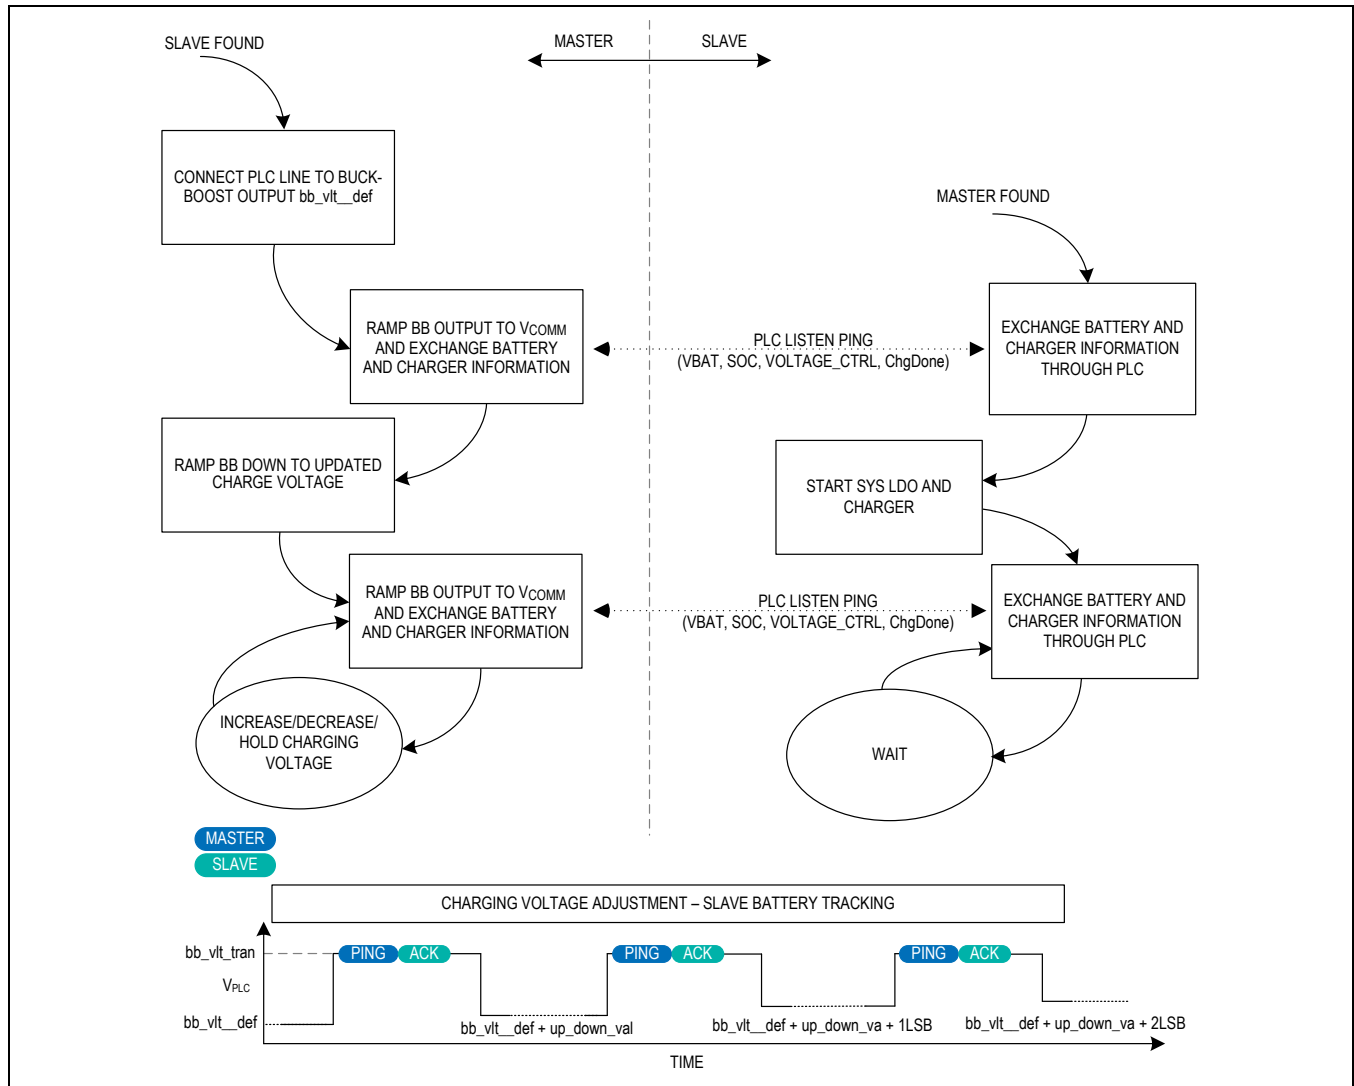 SLAVE FOUND
MASTER
SLAVE
CONNECT PLC LINE TO BUCK-
BOOST OUTPUT bb_vlt__def
MASTER FOUND
RAMP BB OUTPUT TO VCOMM
AND EXCHANGE BATTERY
AND CHARGER INFORMATION
PLC LISTEN PING
(VBAT, SOC, VOLTAGE_CTRL, ChgDone)
EXCHANGE BATTERY AND
CHARGER INFORMATION
THROUGH PLC
RAMP BB DOWN TO UPDATED
CHARGE VOLTAGE
START SYS LDO AND
CHARGER
RAMP BB OUTPUT TO VCOMM
AND EXCHANGE BATTERY
AND CHARGER INFORMATION
PLC LISTEN PING
(VBAT, SOC, VOLTAGE_CTRL, ChgDone)
EXCHANGE BATTERY AND
CHARGER INFORMATION
THROUGH PLC
INCREASE/DECREASE/
HOLD CHARGING
VOLTAGE
WAIT
MASTER
SLAVE
CHARGING VOLTAGE ADJUSTMENT – SLAVE BATTERY TRACKING
bb_vlt_tran
PING
ACK
PING
ACK
PING
ACK
VPLC
bb_vlt__def
bb_vlt__def + up_down_val
bb_vlt__def + up_down_va + 1LSB
bb_vlt__def + up_down_va + 2LSB
TIME